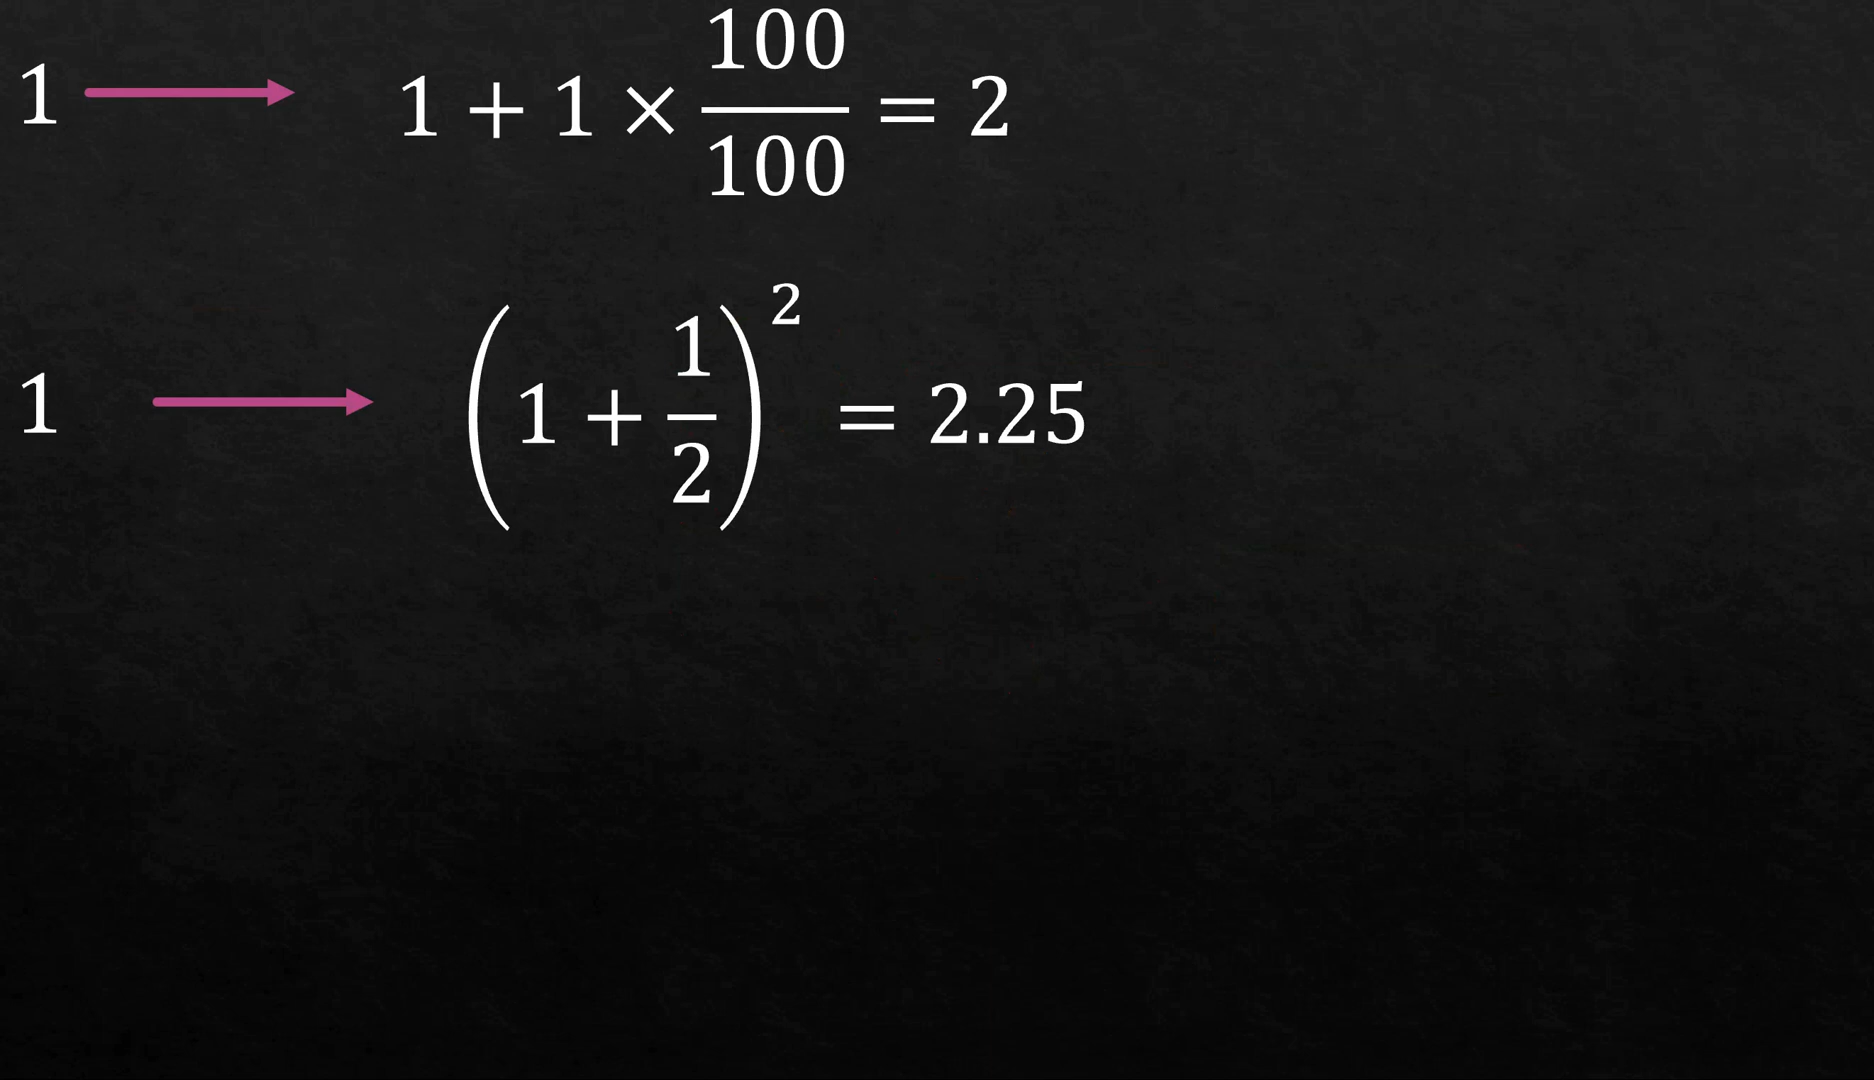 1 → 1 + 1 × 100/100 = 2
1 → (1 + 1/2)² = 2.25